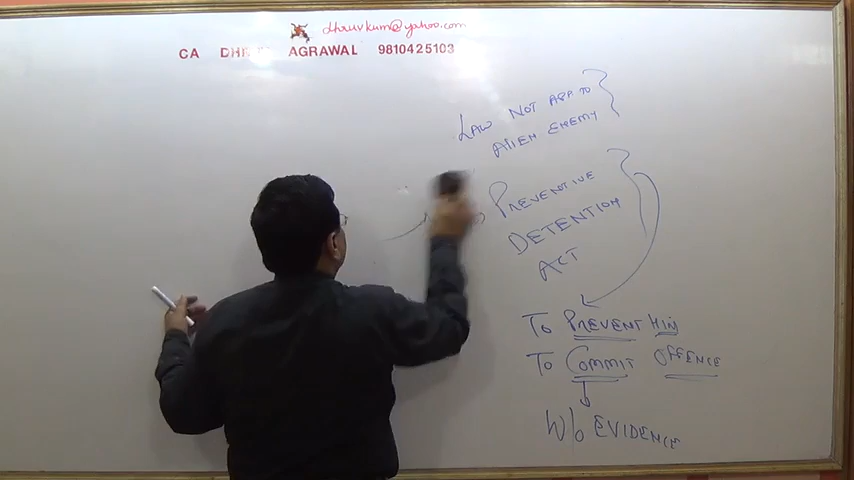 dhruvkum@yahoo.com
CA DHRU AGRAWAL 9810425103
LAW NOT APP. TO
ALIEN ENEMY
PREVENTIVE
DETENTION
ACT
TO PREVENT HIM
TO COMMIT OFFENCE
W/o EVIDENCE